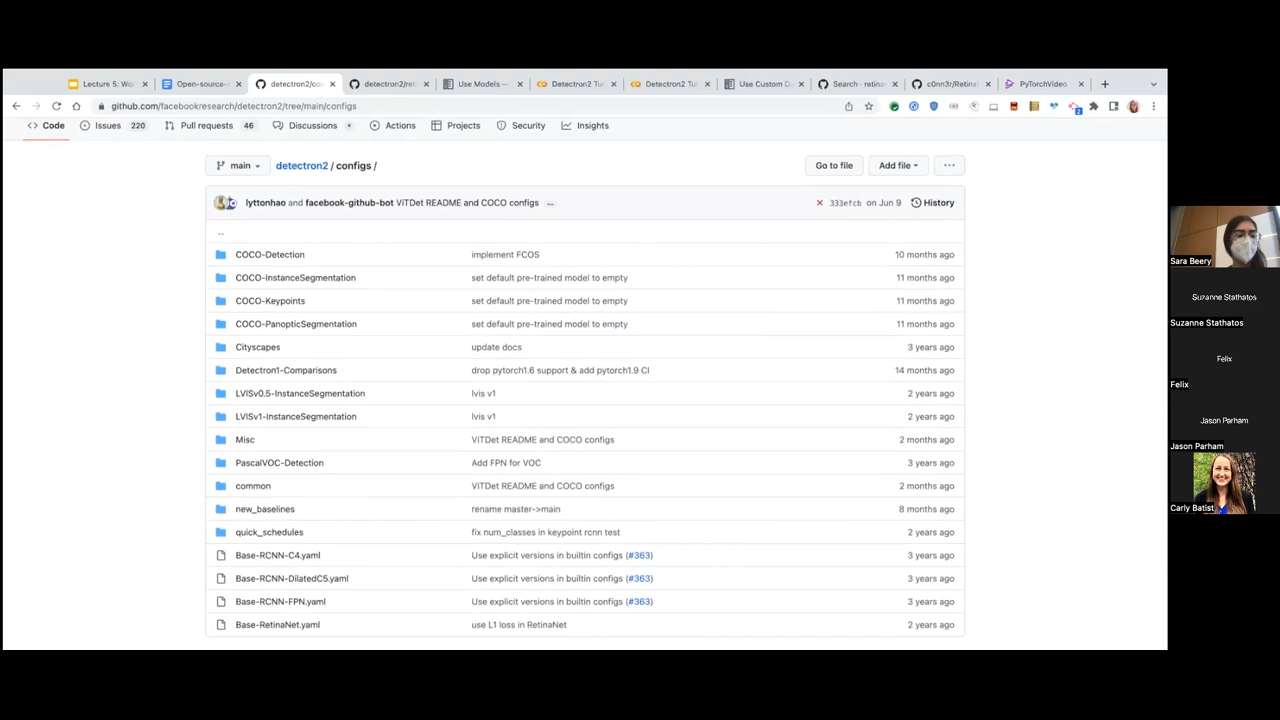 Lecture 5: Wor
Open-source-
detectron2/co
detectron2/ret
Use Models —
Detectron2 Tu
Detectron2 Tut
Use Custom D
Search · retina
c0nn3r/Retina
PyTorchVideo
github.com/facebookresearch/detectron2/tree/main/configs
Code
Issues 220
Pull requests 46
Discussions
Actions
Projects
Security
Insights
main
detectron2 / configs /
Go to file
Add file
lyttonhao and facebook-github-bot ViTDet README and COCO configs ...
333efcb on Jun 9
History
..
COCO-Detection implement FCOS 10 months ago
COCO-InstanceSegmentation set default pre-trained model to empty 11 months ago
COCO-Keypoints set default pre-trained model to empty 11 months ago
COCO-PanopticSegmentation set default pre-trained model to empty 11 months ago
Cityscapes update docs 3 years ago
Detectron1-Comparisons drop pytorch1.6 support & add pytorch1.9 CI 14 months ago
LVISv0.5-InstanceSegmentation lvis v1 2 years ago
LVISv1-InstanceSegmentation lvis v1 2 years ago
Misc ViTDet README and COCO configs 2 months ago
PascalVOC-Detection Add FPN for VOC 3 years ago
common ViTDet README and COCO configs 2 months ago
new_baselines rename master->main 8 months ago
quick_schedules fix num_classes in keypoint rcnn test 2 years ago
Base-RCNN-C4.yaml Use explicit versions in builtin configs (#363) 3 years ago
Base-RCNN-DilatedC5.yaml Use explicit versions in builtin configs (#363) 3 years ago
Base-RCNN-FPN.yaml Use explicit versions in builtin configs (#363) 3 years ago
Base-RetinaNet.yaml use L1 loss in RetinaNet 2 years ago
Sara Beery
Suzanne Stathatos
Suzanne Stathatos
Felix
Felix
Jason Parham
Jason Parham
Carly Batist